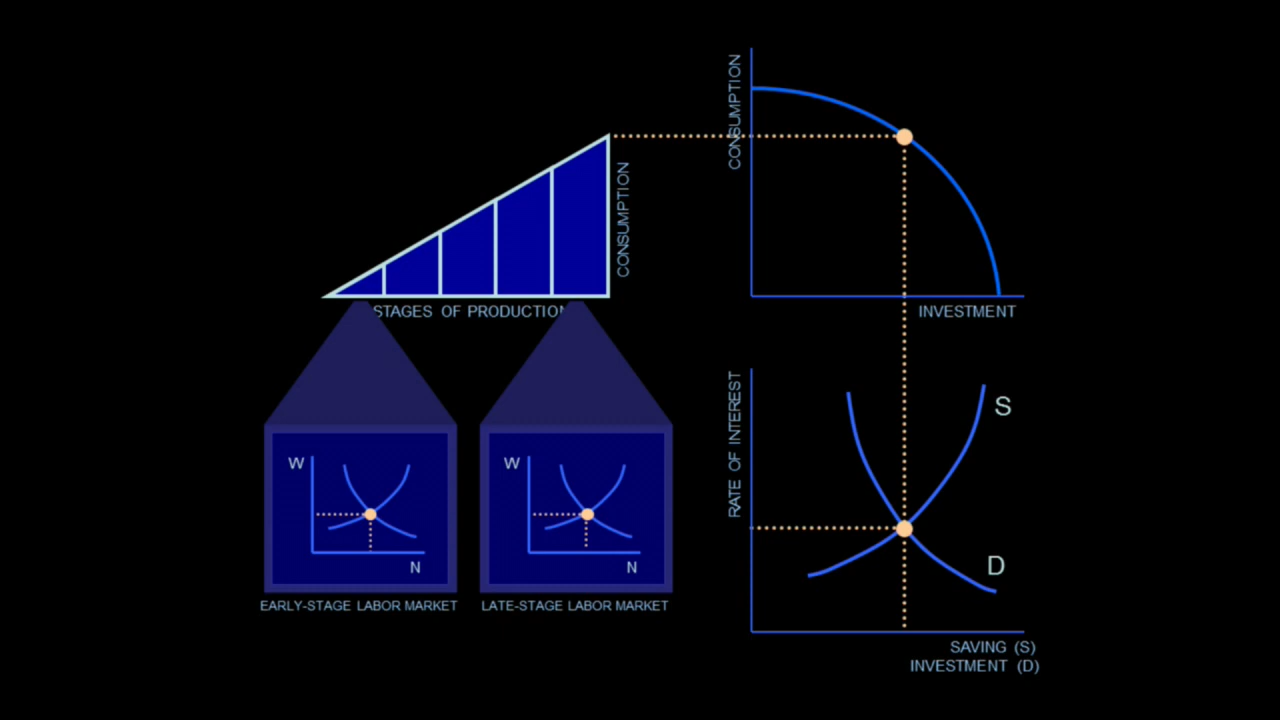 CONSUMPTION
CONSUMPTION
STAGES OF PRODUCTION
INVESTMENT
RATE OF INTEREST
S
D
W
N
W
N
EARLY-STAGE LABOR MARKET
LATE-STAGE LABOR MARKET
SAVING (S)
INVESTMENT (D)